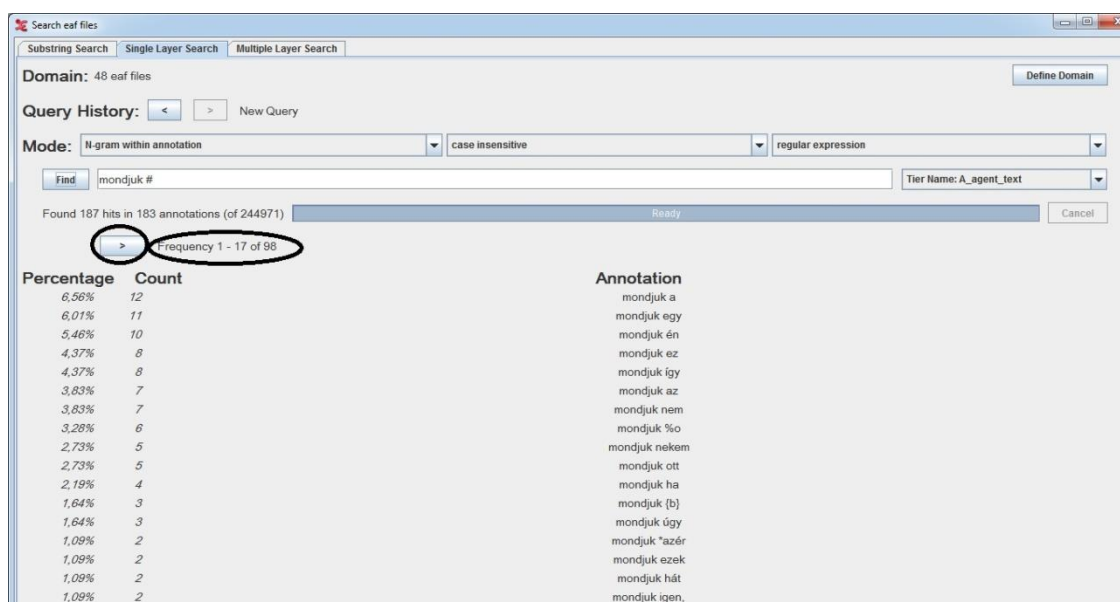 Search eaf files
Substring Search Single Layer Search Multiple Layer Search
Domain: 48 eaf files Define Domain
Query History: < > New Query
Mode: N-gram within annotation case insensitive regular expression
Find mondjuk # Tier Name: A_agent_text
Found 187 hits in 183 annotations (of 244971) Ready Cancel
> Frequency 1 - 17 of 98
Percentage Count Annotation
6,56% 12 mondjuk a
6,01% 11 mondjuk egy
5,46% 10 mondjuk én
4,37% 8 mondjuk ez
4,37% 8 mondjuk így
3,83% 7 mondjuk az
3,83% 7 mondjuk nem
3,28% 6 mondjuk %o
2,73% 5 mondjuk nekem
2,73% 5 mondjuk ott
2,19% 4 mondjuk ha
1,64% 3 mondjuk {b}
1,64% 3 mondjuk úgy
1,09% 2 mondjuk *azér
1,09% 2 mondjuk ezek
1,09% 2 mondjuk hát
1,09% 2 mondjuk igen,